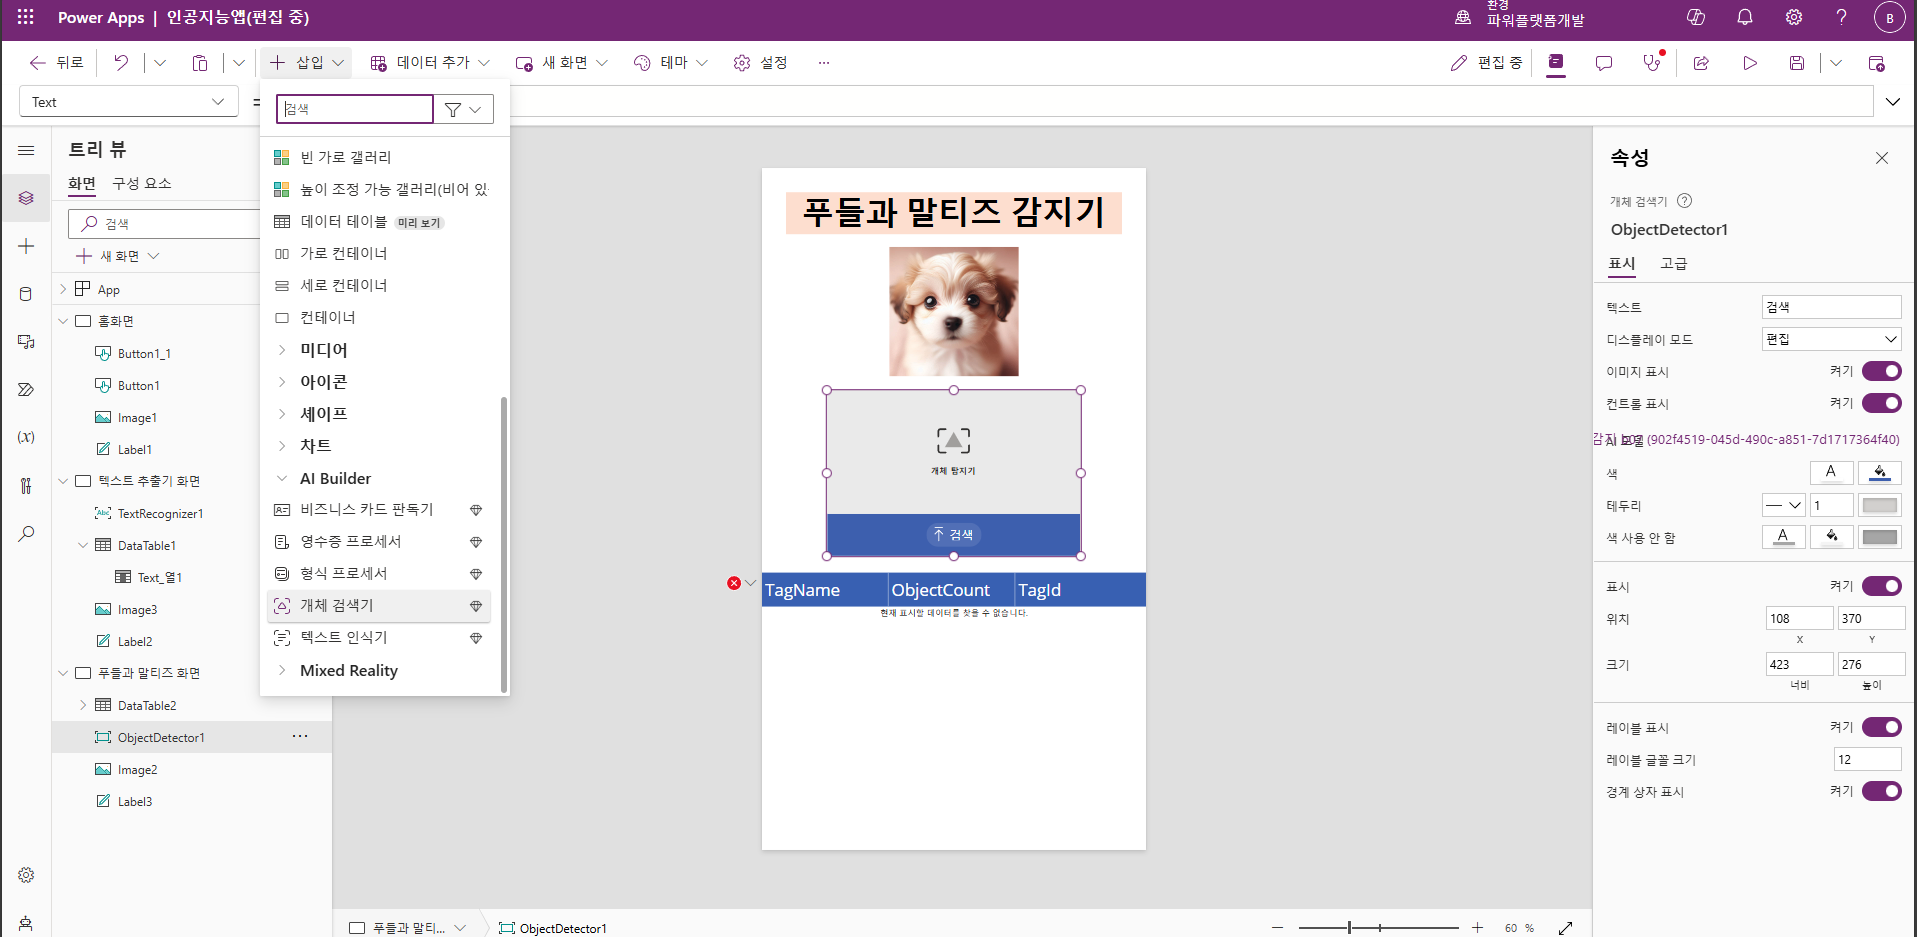 Power Apps | 인공지능앱(편집 중)
환경
파워플랫폼개발
B
뒤로
삽입
데이터 추가
새 화면
테마
설정
편집 중
Text
=
검색
트리 뷰
화면
구성 요소
검색
새 화면
App
홈화면
Button1_1
Button1
Image1
Label1
텍스트 추출기 화면
TextRecognizer1
DataTable1
Text_열1
Image3
Label2
푸들과 말티즈 화면
DataTable2
ObjectDetector1
Image2
Label3
빈 가로 갤러리
높이 조정 가능 갤러리(비어 있
데이터 테이블 미리 보기
가로 컨테이너
세로 컨테이너
컨테이너
미디어
아이콘
셰이프
차트
AI Builder
비즈니스 카드 판독기
영수증 프로세서
형식 프로세서
개체 검색기
텍스트 인식기
Mixed Reality
푸들과 말티즈 감지기
개체 탐지기
검색
TagName
ObjectCount
TagId
현재 표시할 데이터를 찾을 수 없습니다.
속성
개체 검색기
ObjectDetector1
표시
고급
텍스트
검색
디스플레이 모드
편집
이미지 표시
켜기
컨트롤 표시
켜기
(902f4519-045d-490c-a851-7d1717364f40)
색
A
테두리
1
색 사용 안 함
A
표시
켜기
위치
108
370
X
Y
크기
423
276
너비
높이
레이블 표시
켜기
레이블 글꼴 크기
12
경계 상자 표시
켜기
푸들과 말티...
ObjectDetector1
60 %